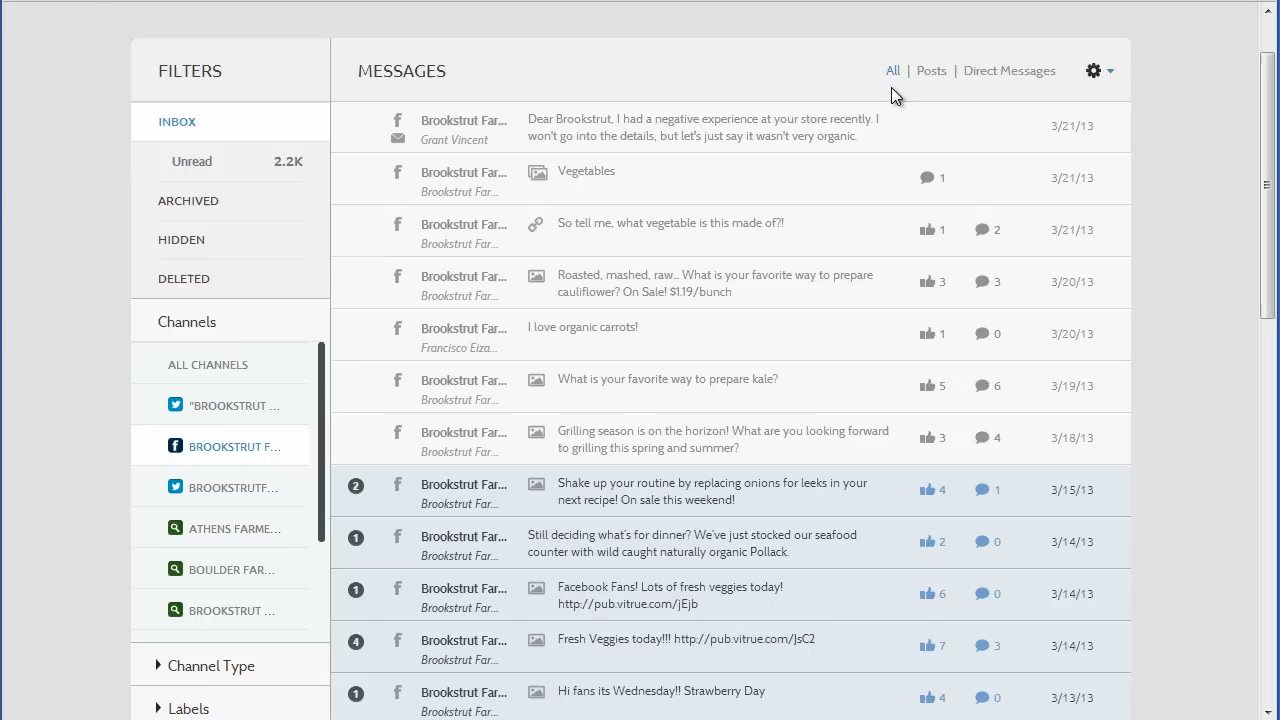 FILTERS
MESSAGES
All | Posts | Direct Messages
INBOX
Unread 2.2K
ARCHIVED
HIDDEN
DELETED
Channels
ALL CHANNELS
"BROOKSTRUT ...
BROOKSTRUT F...
BROOKSTRUTF...
ATHENS FARME...
BOULDER FAR...
BROOKSTRUT ...
Channel Type
Labels
Brookstrut Far...
Grant Vincent
Dear Brookstrut, I had a negative experience at your store recently. I
won't go into the details, but let's just say it wasn't very organic.
3/21/13
Brookstrut Far...
Brookstrut Far...
Vegetables
1
3/21/13
Brookstrut Far...
Brookstrut Far...
So tell me, what vegetable is this made of?!
1 2
3/21/13
Brookstrut Far...
Brookstrut Far...
Roasted, mashed, raw... What is your favorite way to prepare
cauliflower? On Sale! $1.19/bunch
3 3
3/20/13
Brookstrut Far...
Francisco Eiza...
I love organic carrots!
1 0
3/20/13
Brookstrut Far...
Brookstrut Far...
What is your favorite way to prepare kale?
5 6
3/19/13
Brookstrut Far...
Brookstrut Far...
Grilling season is on the horizon! What are you looking forward
to grilling this spring and summer?
3 4
3/18/13
2
Brookstrut Far...
Brookstrut Far...
Shake up your routine by replacing onions for leeks in your
next recipe! On sale this weekend!
4 1
3/15/13
1
Brookstrut Far...
Brookstrut Far...
Still deciding what's for dinner? We've just stocked our seafood
counter with wild caught naturally organic Pollack.
2 0
3/14/13
1
Brookstrut Far...
Brookstrut Far...
Facebook Fans! Lots of fresh veggies today!
http://pub.vitrue.com/jEjb
6 0
3/14/13
4
Brookstrut Far...
Brookstrut Far...
Fresh Veggies today!!! http://pub.vitrue.com/JsC2
7 3
3/14/13
1
Brookstrut Far...
Brookstrut Far...
Hi fans its Wednesday!! Strawberry Day
4 0
3/13/13